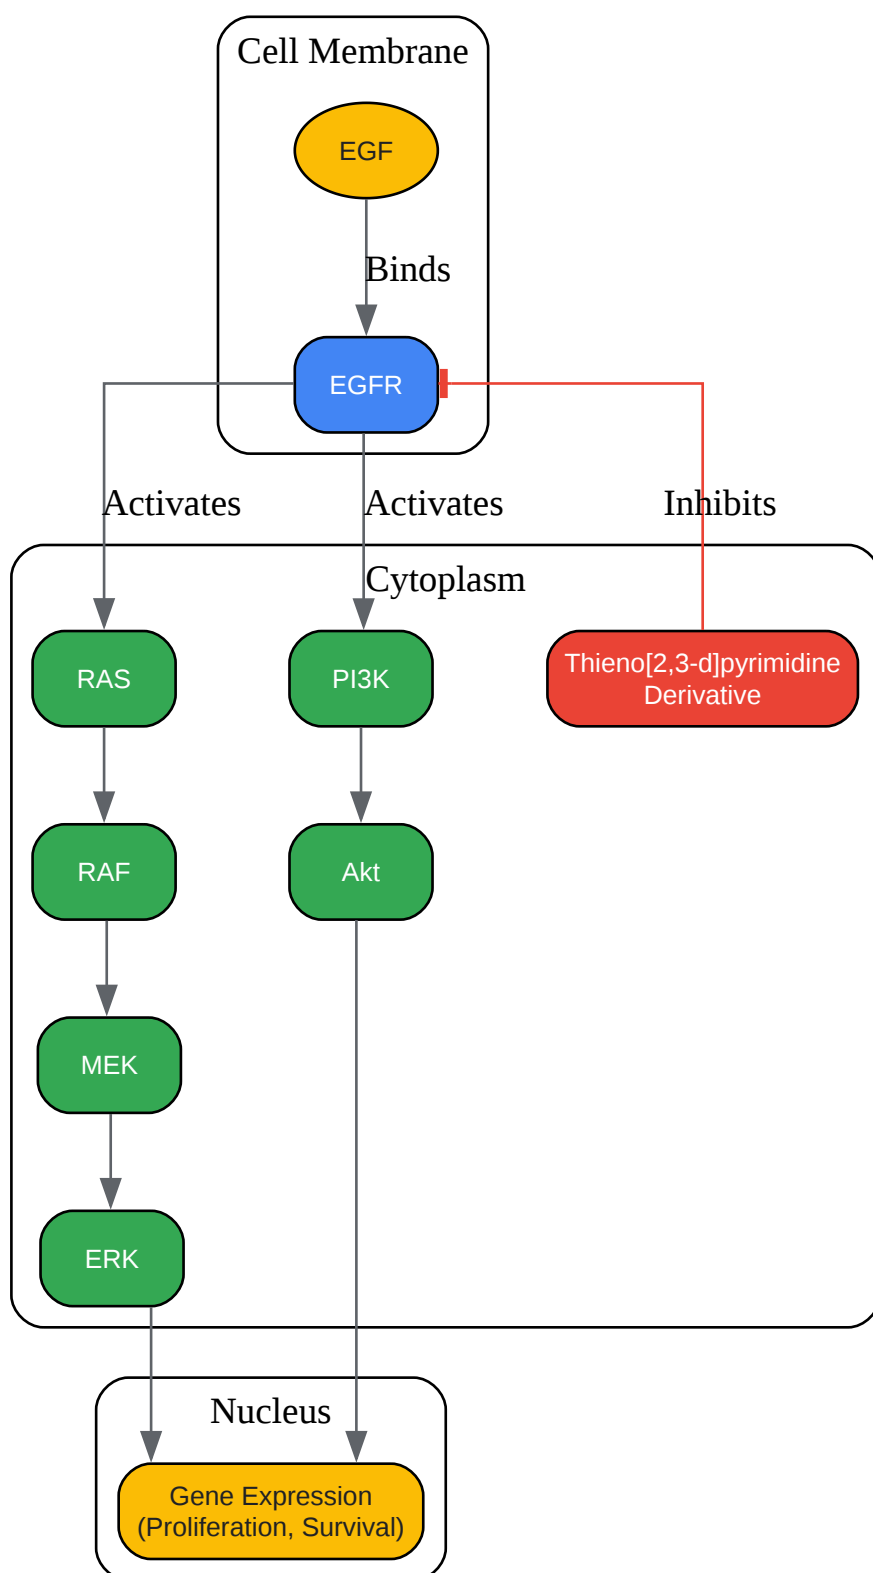 Cell Membrane
EGF
Binds
EGFR
Activates
Activates
Inhibits
Cytoplasm
RAS
PI3K
Thieno[2,3-d]pyrimidine
Derivative
RAF
Akt
MEK
ERK
Nucleus
Gene Expression
(Proliferation, Survival)